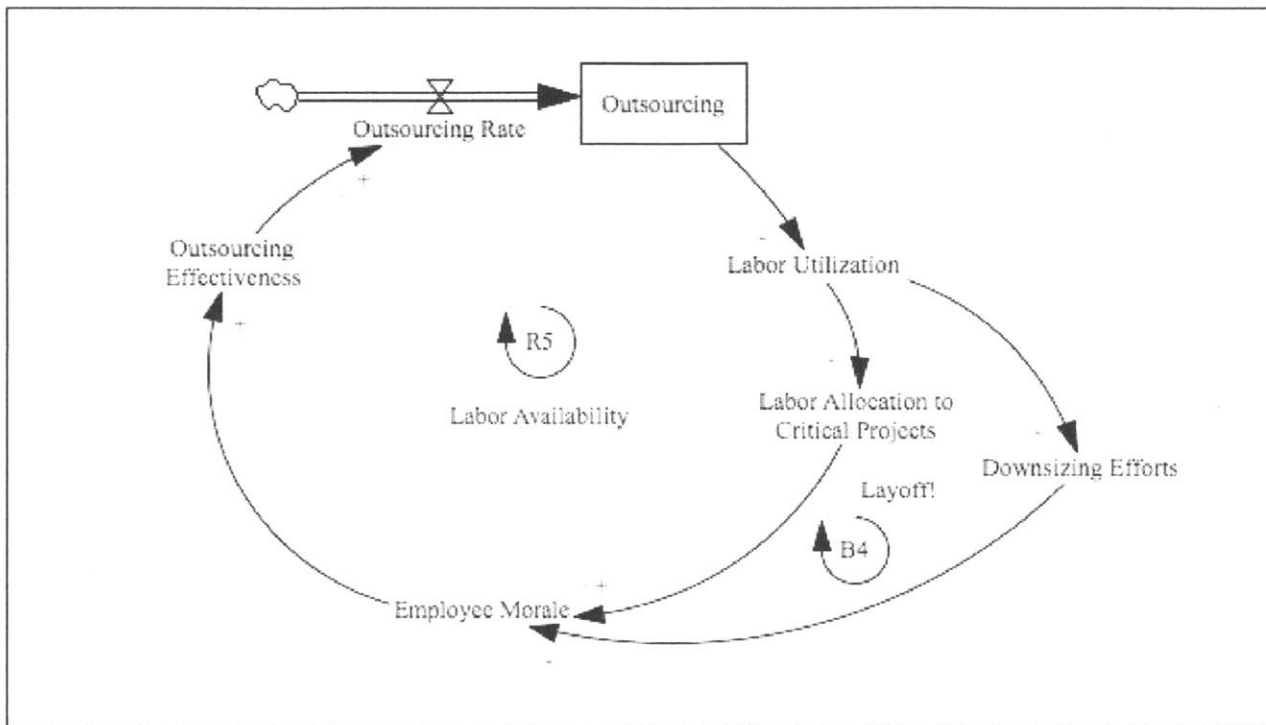 Outsourcing
Outsourcing Rate
+
Outsourcing
Effectiveness
+
-
Labor Utilization
R5
Labor Availability
-
Labor Allocation to
Critical Projects
-
Downsizing Efforts
Layoff!
B4
+
Employee Morale
-